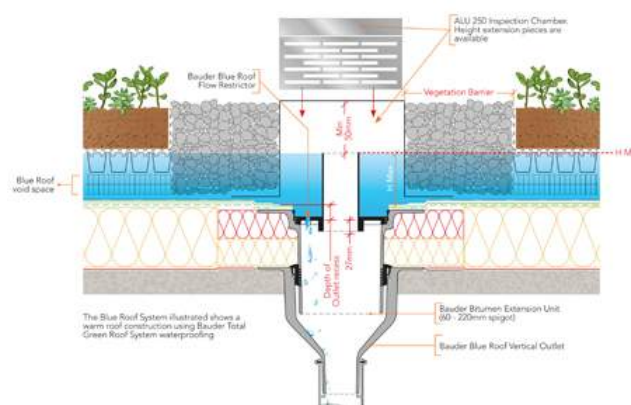 ALU 250 Inspection Chamber.
Height extension pieces are
available
Bauder Blue Roof
Flow Restrictor
Vegetation Barrier
Min
50mm
H Max
H Max
Blue Roof
void space
Depth of
Outlet recess
27mm
The Blue Roof System illustrated shows a
warm roof construction using Bauder Total
Green Roof System waterproofing
Bauder Bitumen Extension Unit
(60 - 220mm spigot)
Bauder Blue Roof Vertical Outlet